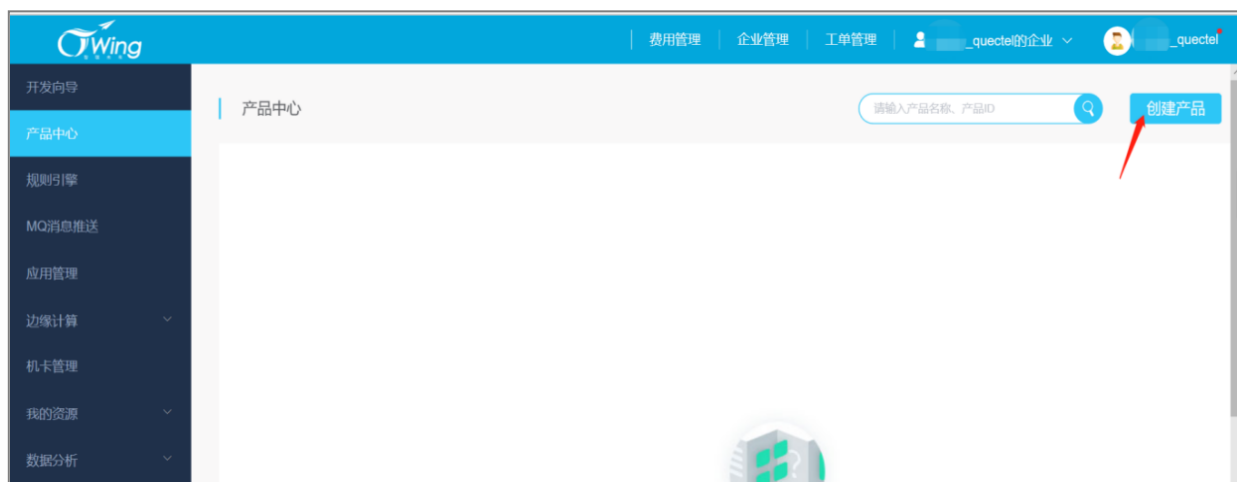 CTWing
费用管理
企业管理
工单管理
_quectel的企业
_quectel
开发向导
产品中心
规则引擎
MQ消息推送
应用管理
边缘计算
机卡管理
我的资源
数据分析
产品中心
请输入产品名称、产品ID
创建产品
?